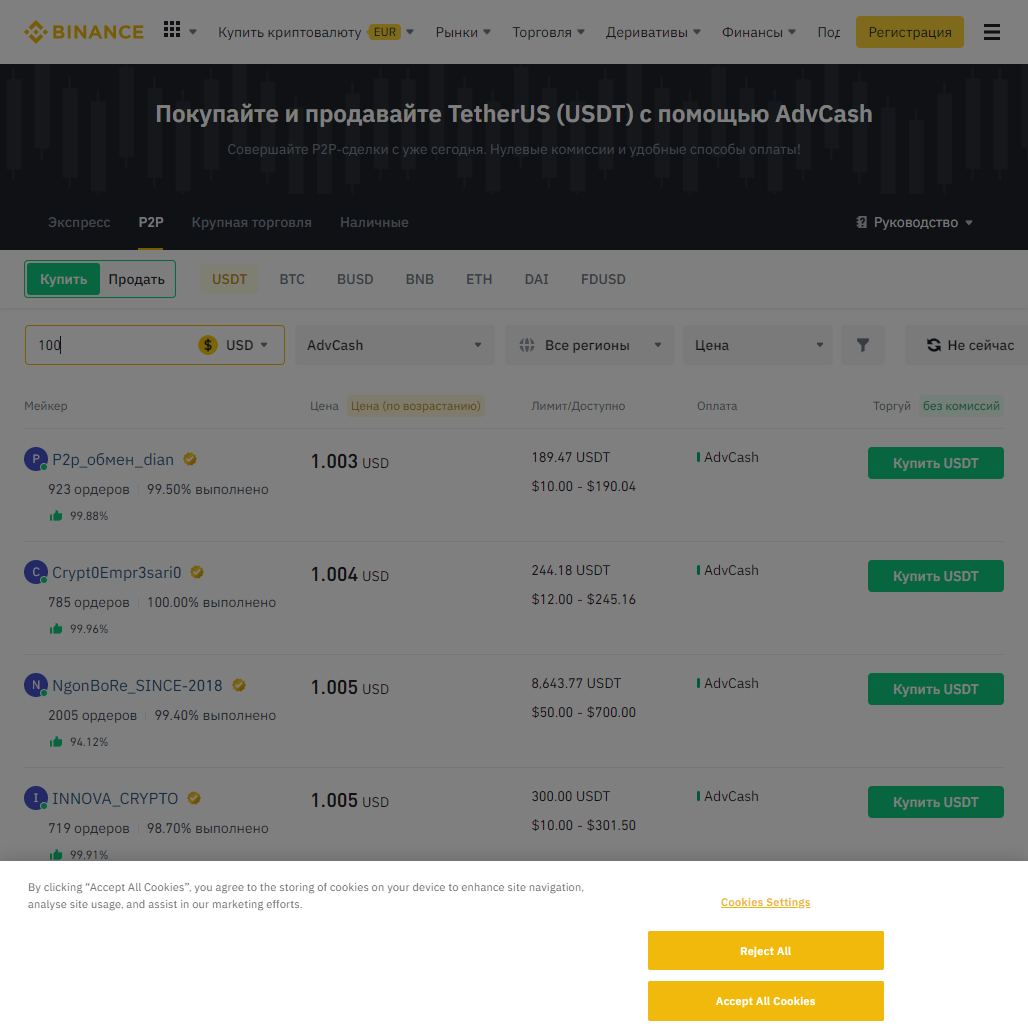 BINANCE Купить криптовалюту EUR Рынки Торговля Деривативы Финансы Под Регистрация
Покупайте и продавайте TetherUS (USDT) с помощью AdvCash
Совершайте P2P-сделки с уже сегодня. Нулевые комиссии и удобные способы оплаты!
Экспресс P2P Крупная торговля Наличные Руководство
Купить Продать USDT BTC BUSD BNB ETH DAI FDUSD
100 $ USD AdvCash Все регионы Цена Не сейчас
Мейкер Цена Цена (по возрастанию) Лимит/Доступно Оплата Торгуй без комиссий
P P2p_обмен_dian 1.003 USD 189.47 USDT AdvCash Купить USDT
923 ордеров 99.50% выполнено $10.00 - $190.04
99.88%
C Crypt0Empr3sari0 1.004 USD 244.18 USDT AdvCash Купить USDT
785 ордеров 100.00% выполнено $12.00 - $245.16
99.96%
N NgonBoRe_SINCE-2018 1.005 USD 8,643.77 USDT AdvCash Купить USDT
2005 ордеров 99.40% выполнено $50.00 - $700.00
94.12%
I INNOVA_CRYPTO 1.005 USD 300.00 USDT AdvCash Купить USDT
719 ордеров 98.70% выполнено $10.00 - $301.50
99.91%
By clicking “Accept All Cookies”, you agree to the storing of cookies on your device to enhance site navigation,
analyse site usage, and assist in our marketing efforts.
Cookies Settings
Reject All
Accept All Cookies